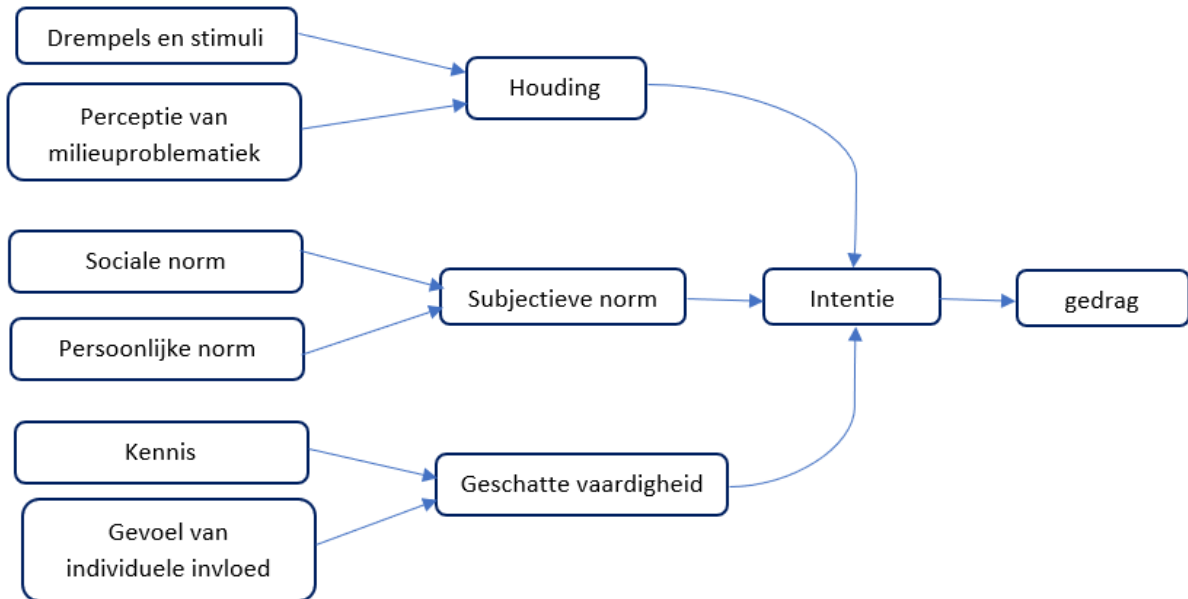 Drempels en stimuli
Perceptie van
milieuproblematiek
Houding
Sociale norm
Persoonlijke norm
Subjectieve norm
Intentie
gedrag
Kennis
Gevoel van
individuele invloed
Geschatte vaardigheid